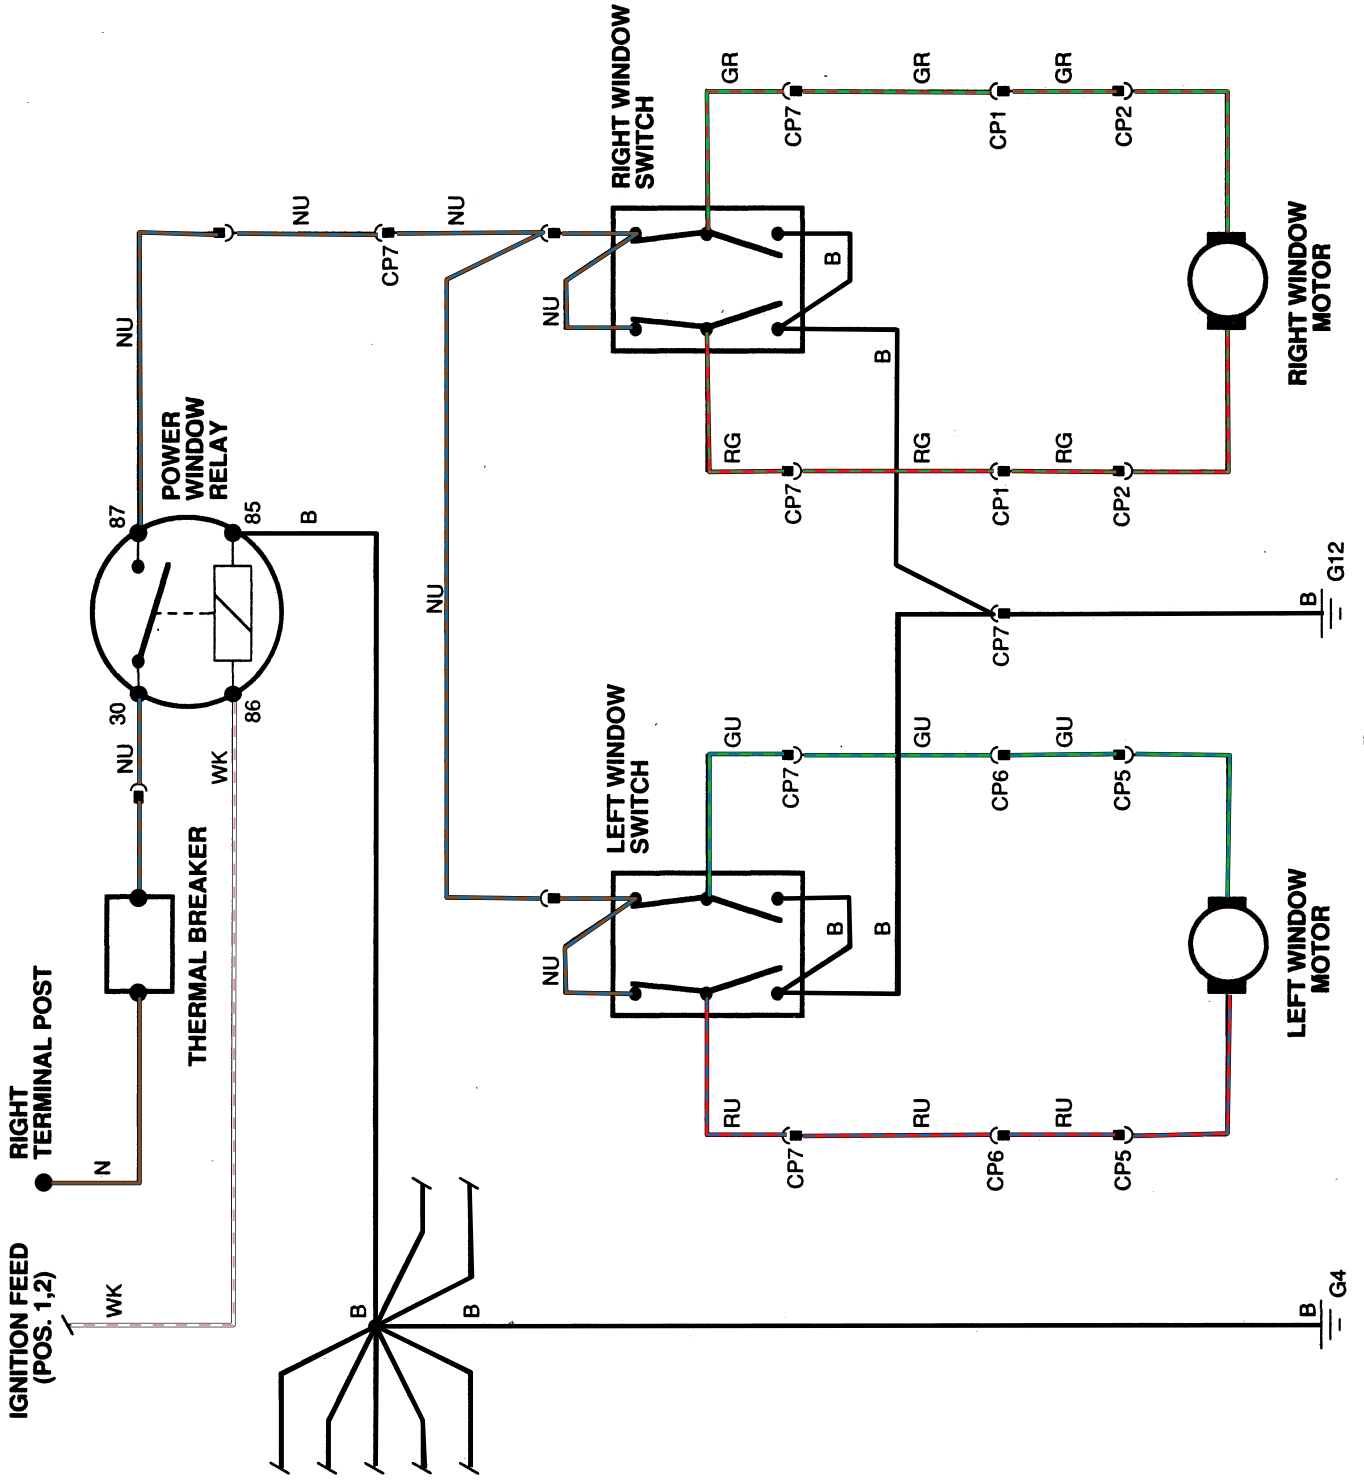 IGNITION FEED
(POS. 1,2)
WK
RIGHT
TERMINAL POST
N
THERMAL BREAKER
NU
WK
30
86
87
85
POWER
WINDOW
RELAY
B
NU
NU
CP7
NU
NU
RIGHT WINDOW
SWITCH
NU
B
B
GR
CP7
GR
CP1
GR
CP2
RG
CP7
RG
CP1
RG
CP2
RIGHT WINDOW
MOTOR
CP7
B
G12
LEFT WINDOW
SWITCH
NU
B
B
GU
CP7
GU
CP6
GU
CP5
RU
CP7
RU
CP6
RU
CP5
LEFT WINDOW
MOTOR
B
B
B
G4